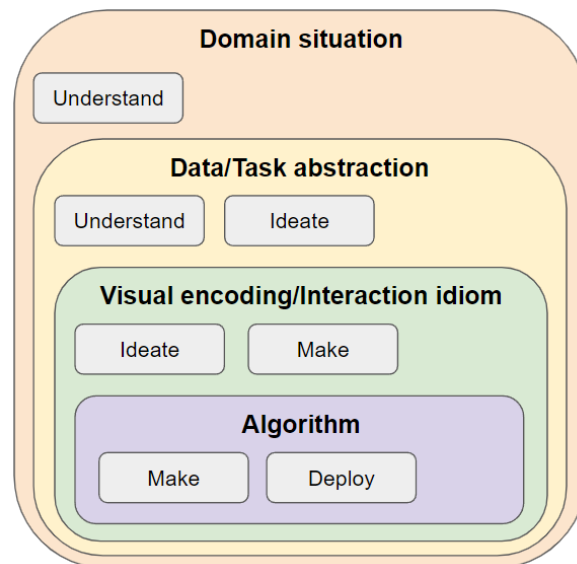 Domain situation
Understand
Data/Task abstraction
Understand Ideate
Visual encoding/Interaction idiom
Ideate Make
Algorithm
Make Deploy